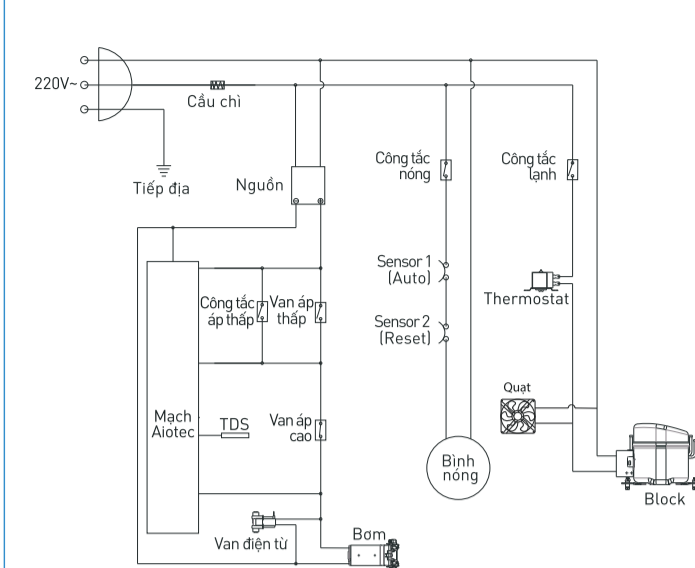 220V~
Cầu chì
Tiếp địa
Nguồn
Công tắc
nóng
Công tắc
lạnh
Sensor 1
(Auto)
Thermostat
Công tắc
áp thấp
Van áp
thấp
Sensor 2
(Reset)
Quạt
Mạch
Aiotec
TDS
Van áp
cao
Bình
nóng
Block
Van điện từ
Bơm